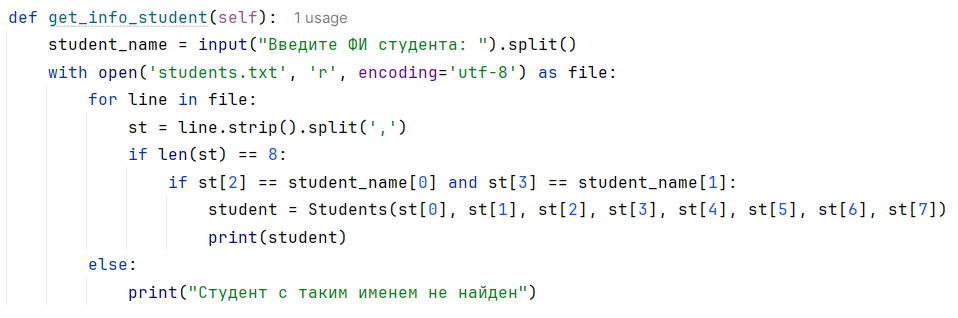 def get_info_student(self):  1 usage
    student_name = input("Введите ФИ студента: ").split()
    with open('students.txt', 'r', encoding='utf-8') as file:
        for line in file:
            st = line.strip().split(',')
            if len(st) == 8:
                if st[2] == student_name[0] and st[3] == student_name[1]:
                    student = Students(st[0], st[1], st[2], st[3], st[4], st[5], st[6], st[7])
                    print(student)
        else:
            print("Студент с таким именем не найден")